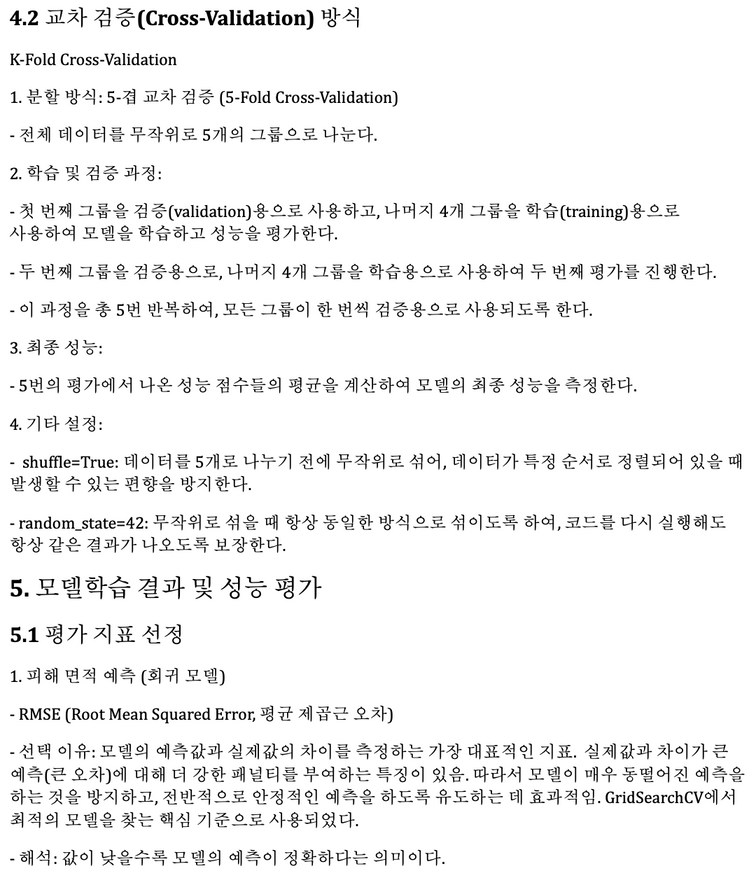 4.2 교차 검증(Cross-Validation) 방식
K-Fold Cross-Validation
1. 분할 방식: 5-겹 교차 검증 (5-Fold Cross-Validation)
- 전체 데이터를 무작위로 5개의 그룹으로 나눈다.
2. 학습 및 검증 과정:
- 첫 번째 그룹을 검증(validation)용으로 사용하고, 나머지 4개 그룹을 학습(training)용으로
사용하여 모델을 학습하고 성능을 평가한다.
- 두 번째 그룹을 검증용으로, 나머지 4개 그룹을 학습용으로 사용하여 두 번째 평가를 진행한다.
- 이 과정을 총 5번 반복하여, 모든 그룹이 한 번씩 검증용으로 사용되도록 한다.
3. 최종 성능:
- 5번의 평가에서 나온 성능 점수들의 평균을 계산하여 모델의 최종 성능을 측정한다.
4. 기타 설정:
- shuffle=True: 데이터를 5개로 나누기 전에 무작위로 섞어, 데이터가 특정 순서로 정렬되어 있을 때
발생할 수 있는 편향을 방지한다.
- random_state=42: 무작위로 섞을 때 항상 동일한 방식으로 섞이도록 하여, 코드를 다시 실행해도
항상 같은 결과가 나오도록 보장한다.
5. 모델학습 결과 및 성능 평가
5.1 평가 지표 선정
1. 피해 면적 예측 (회귀 모델)
- RMSE (Root Mean Squared Error, 평균 제곱근 오차)
- 선택 이유: 모델의 예측값과 실제값의 차이를 측정하는 가장 대표적인 지표. 실제값과 차이가 큰
예측(큰 오차)에 대해 더 강한 패널티를 부여하는 특징이 있음. 따라서 모델이 매우 동떨어진 예측을
하는 것을 방지하고, 전반적으로 안정적인 예측을 하도록 유도하는 데 효과적임. GridSearchCV에서
최적의 모델을 찾는 핵심 기준으로 사용되었다.
- 해석: 값이 낮을수록 모델의 예측이 정확하다는 의미이다.